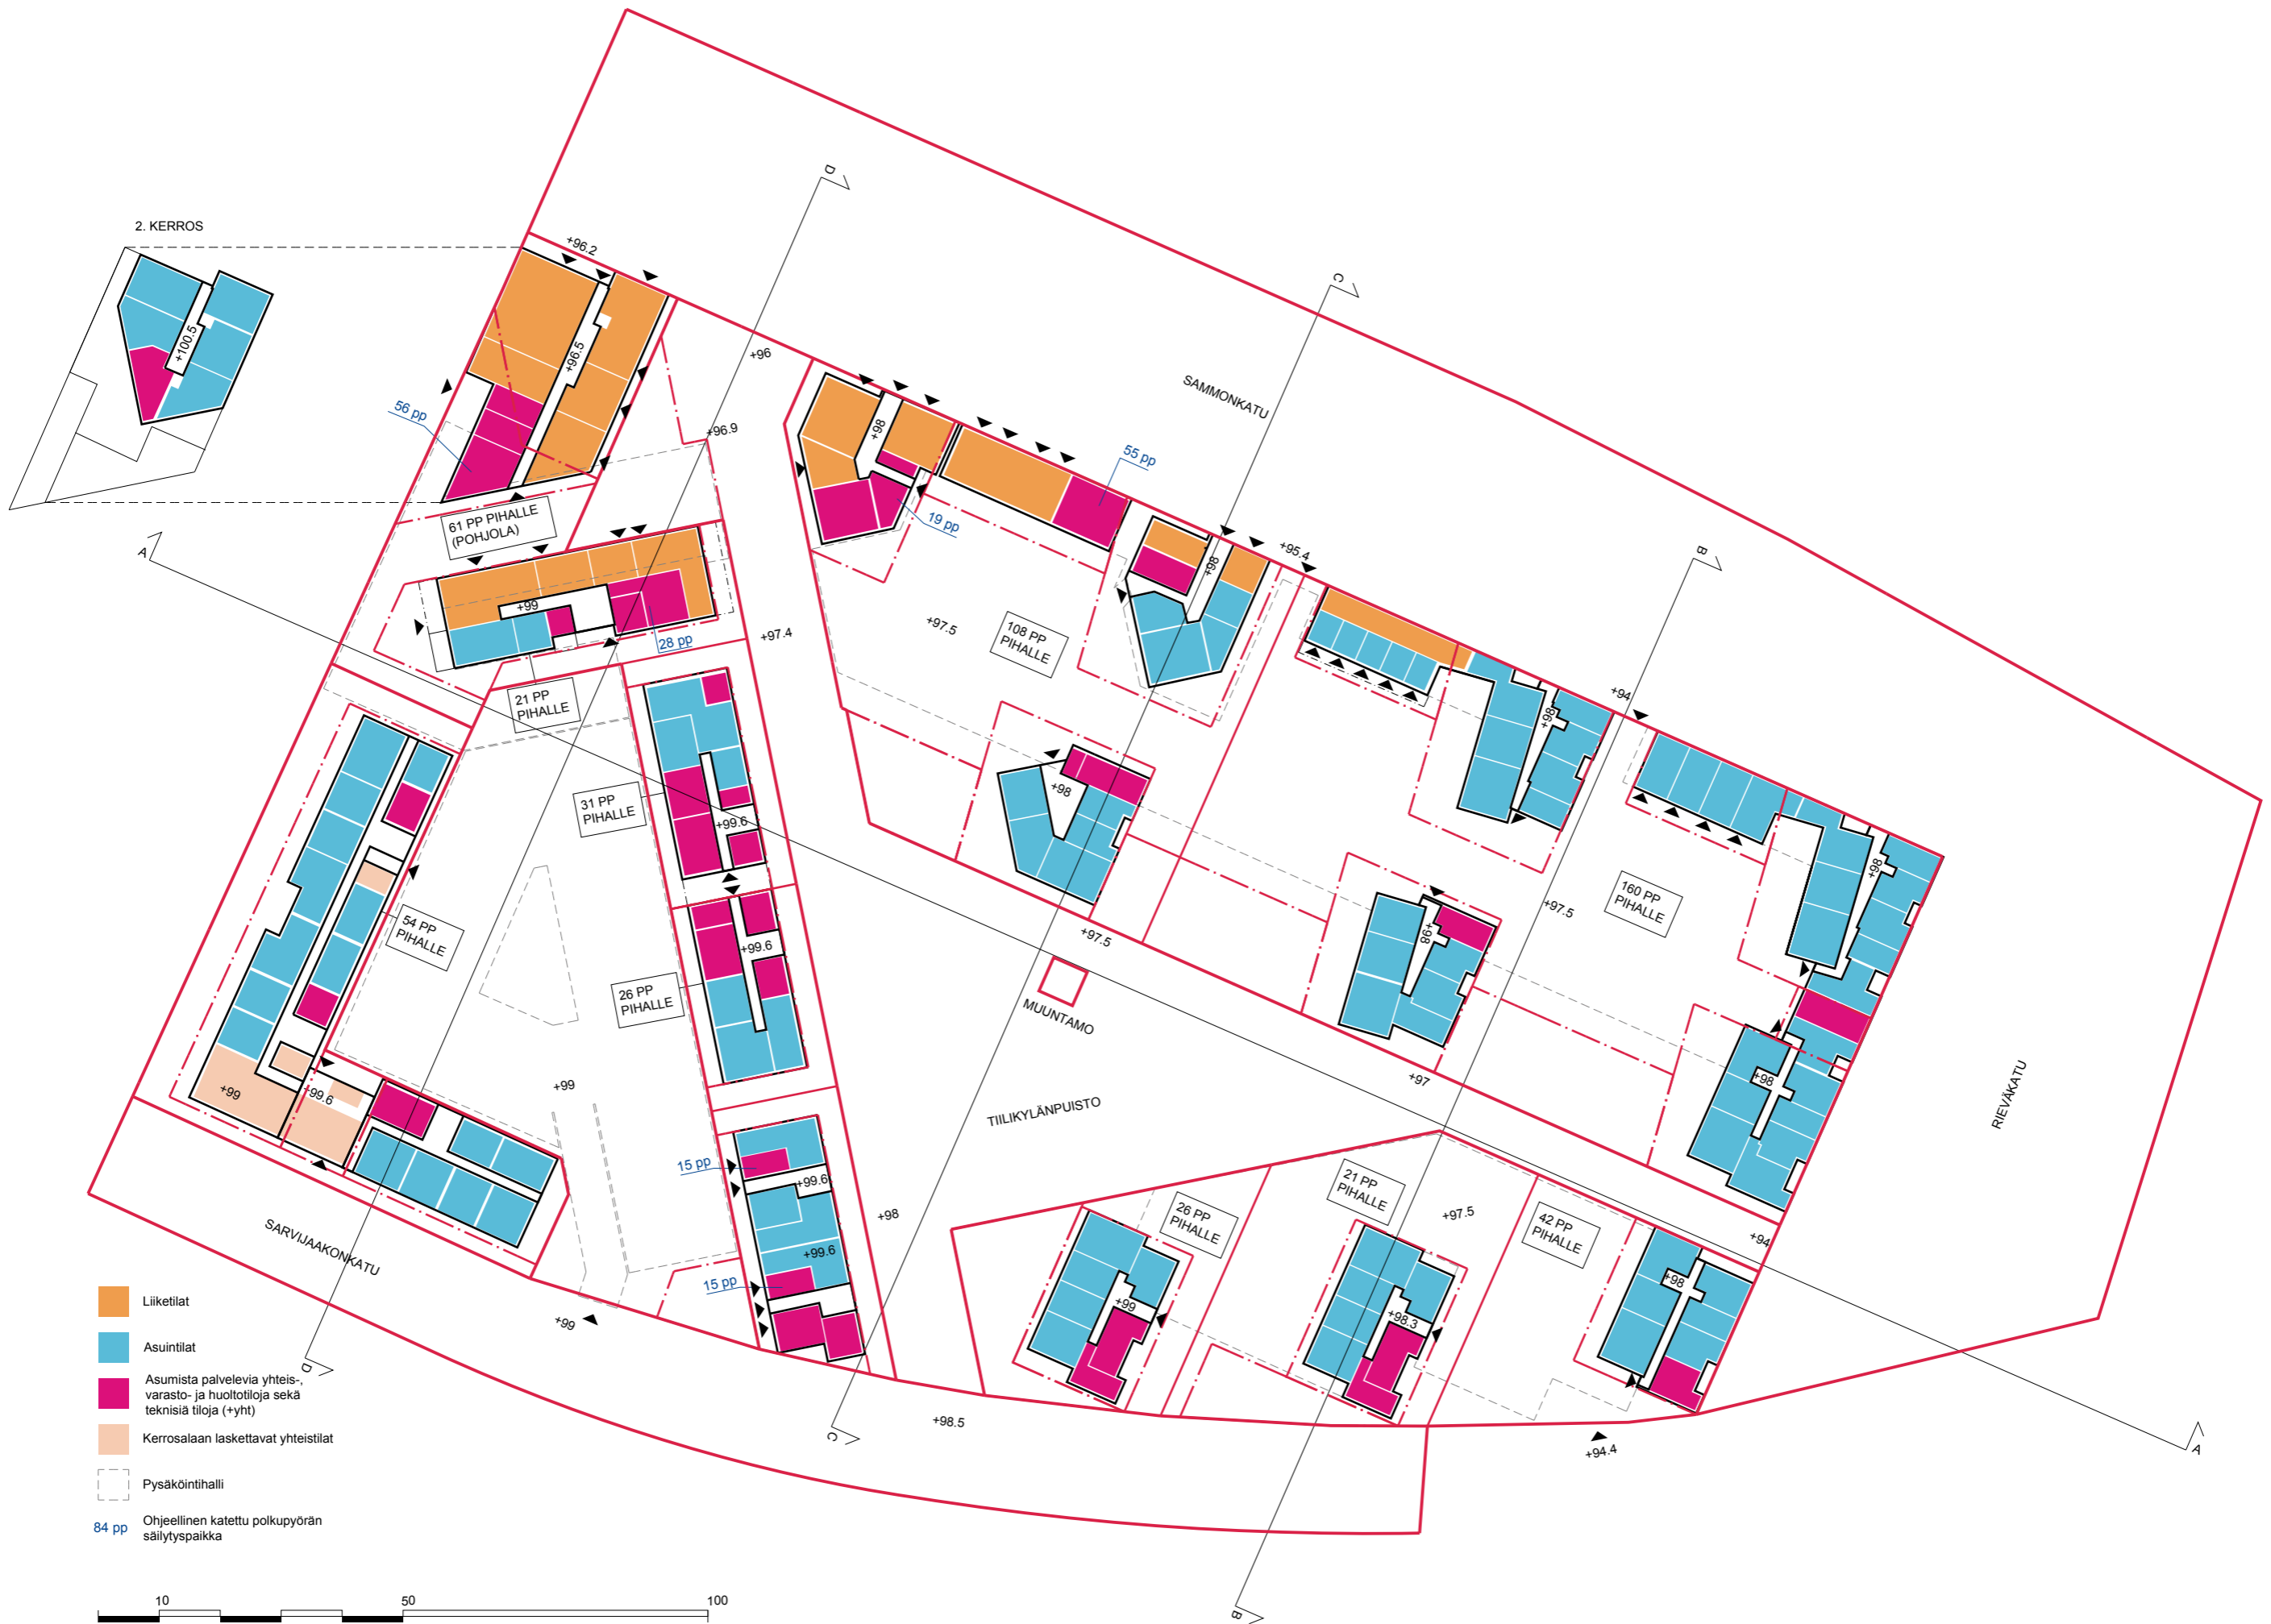 2. KERROS
+100.5
+96.2
+96.5
56 pp
61 PP PIHALLE
(POHJOLA)
D
C
+96
+96.9
SAMMONKATU
+98
19 pp
55 pp
+98
+95.4
B
A
+99
28 pp
+97.4
21 PP
PIHALLE
+97.5
108 PP
PIHALLE
+94
+98
31 PP
PIHALLE
+99.6
+98
+98
54 PP
PIHALLE
+99.6
26 PP
PIHALLE
+97.5
+98
+97.5
160 PP
PIHALLE
MUUNTAMO
+97
+98
RIEVÄKATU
+99
+99.6
+99
TIILIKYLÄNPUISTO
15 pp
+99.6
+98
+99.6
15 pp
26 PP
PIHALLE
21 PP
PIHALLE
+97.5
42 PP
PIHALLE
+94
SARVIJAAKONKATU
+99
+98.3
+98
+99
D
+98.5
C
+94.4
A
B
Liiketilat
Asuintilat
Asumista palvelevia yhteis-,
varasto- ja huoltotiloja sekä
teknisiä tiloja (+yht)
Kerrosalaan laskettavat yhteistilat
Pysäköintihalli
84 pp
Ohjeellinen katettu polkupyörän
säilytyspaikka
10
50
100